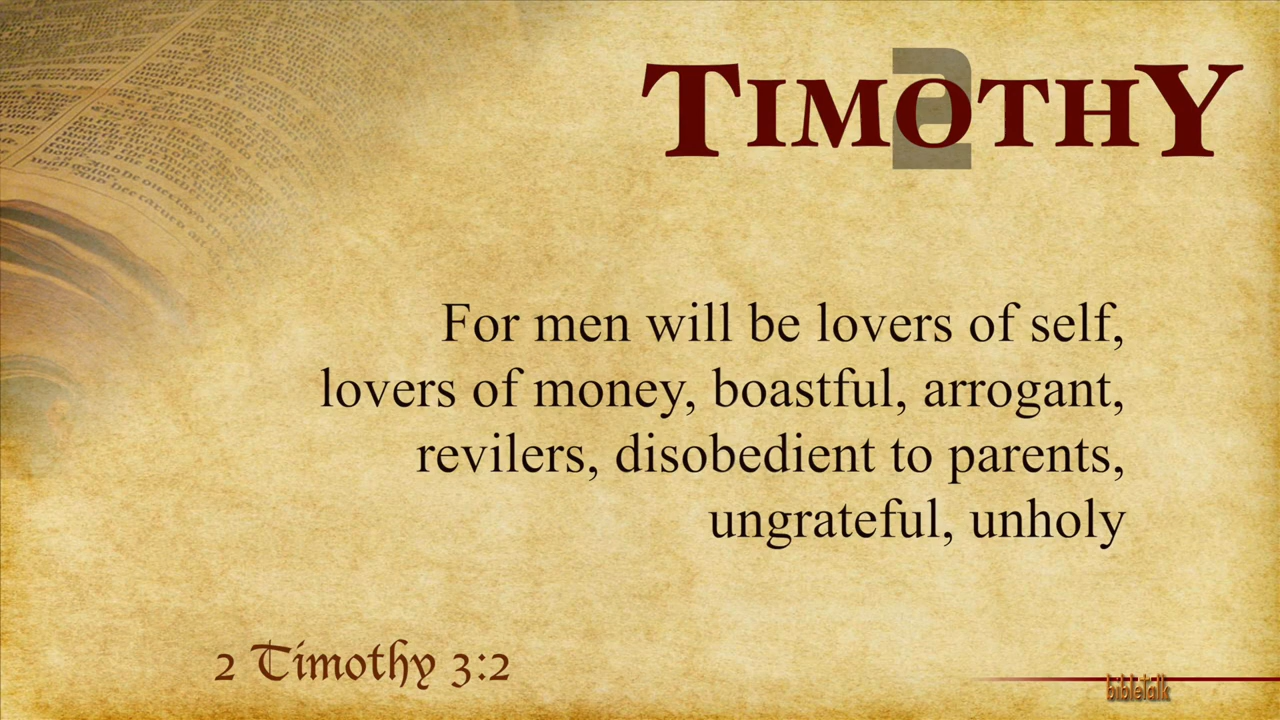 2
TIMOTHY
For men will be lovers of self,
lovers of money, boastful, arrogant,
revilers, disobedient to parents,
ungrateful, unholy
2 Timothy 3:2
bibletalk